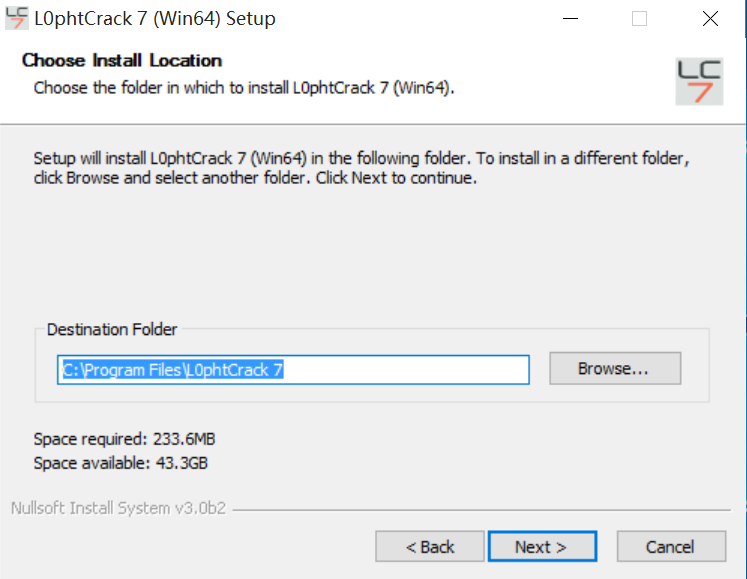 LC
7
L0phtCrack 7 (Win64) Setup
Choose Install Location
Choose the folder in which to install L0phtCrack 7 (Win64).
LC
7
Setup will install L0phtCrack 7 (Win64) in the following folder. To install in a different folder,
click Browse and select another folder. Click Next to continue.
Destination Folder
C:\Program Files\L0phtCrack 7
Browse...
Space required: 233.6MB
Space available: 43.3GB
Nullsoft Install System v3.0b2
< Back
Next >
Cancel